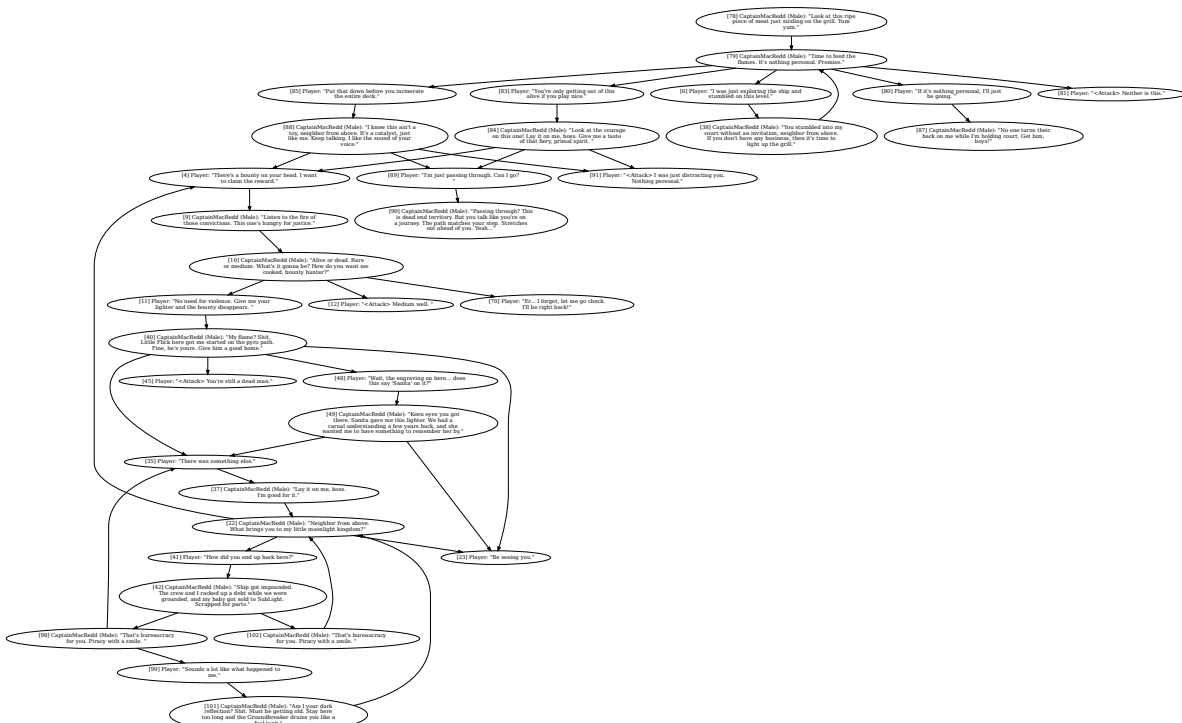 [78] CaptainMacRedd (Male): "Look at this ripe
piece of meat just sizzling on the grill. Yum
yum."
[79] CaptainMacRedd (Male): "Time to feed the
flames. It's nothing personal. Promise."
[85] Player: "Put that down before you incinerate
the entire deck."
[83] Player: "You're only getting out of this
alive if you play nice."
[6] Player: "I was just exploring the ship and
stumbled on this level."
[80] Player: "If it's nothing personal, I'll just
be going."
[81] Player: "<Attack> Neither is this."
[88] CaptainMacRedd (Male): "I know this ain't a
toy, neighbor from above. It's a catalyst, just
like me. Keep talking. I like the sound of your
voice."
[84] CaptainMacRedd (Male): "Look at the courage
on this one! Lay it on me, boss. Give me a taste
of that fiery, primal spirit. "
[38] CaptainMacRedd (Male): "You stumbled into my
court without an invitation, neighbor from above.
If you don't have any business, then it's time to
light up the grill."
[87] CaptainMacRedd (Male): "No one turns their
back on me while I'm holding court. Get him,
boys!"
[4] Player: "There's a bounty on your head. I want
to claim the reward."
[89] Player: "I'm just passing through. Can I go?
"
[91] Player: "<Attack> I was just distracting you.
Nothing personal."
[9] CaptainMacRedd (Male): "Listen to the fire of
those convictions. This one's hungry for justice."
[90] CaptainMacRedd (Male): "Passing through? This
is dead end territory. But you talk like you're on
a journey. The path matches your step. Stretches
out ahead of you. Yeah..."
[10] CaptainMacRedd (Male): "Alive or dead. Rare
or medium. What's it gonna be? How do you want me
cooked, bounty hunter?"
[11] Player: "No need for violence. Give me your
lighter and the bounty disappears. "
[12] Player: "<Attack> Medium well. "
[70] Player: "Er... I forget, let me go check.
I'll be right back!"
[40] CaptainMacRedd (Male): "My flame? Shit.
Little Flick here got me started on the pyro path.
Fine, he's yours. Give him a good home."
[45] Player: "<Attack> You're still a dead man."
[48] Player: "Wait, the engraving on here... does
this say 'Sanita' on it?"
[49] CaptainMacRedd (Male): "Keen eyes you got
there. Sanita gave me this lighter. We had a
carnal understanding a few years back, and she
wanted me to have something to remember her by."
[35] Player: "There was something else."
[37] CaptainMacRedd (Male): "Lay it on me, boss.
I'm good for it."
[22] CaptainMacRedd (Male): "Neighbor from above.
What brings you to my little moonlight kingdom?"
[41] Player: "How did you end up back here?"
[23] Player: "Be seeing you."
[42] CaptainMacRedd (Male): "Ship got impounded.
The crew and I racked up a debt while we were
grounded, and my baby got sold to SubLight.
Scrapped for parts."
[98] CaptainMacRedd (Male): "That's bureaucracy
for you. Piracy with a smile. "
[102] CaptainMacRedd (Male): "That's bureaucracy
for you. Piracy with a smile. "
[99] Player: "Sounds a lot like what happened to
me."
[101] CaptainMacRedd (Male): "Am I your dark
reflection? Shit. Must be getting old. Stay here
too long and the Groundbreaker drains you like a